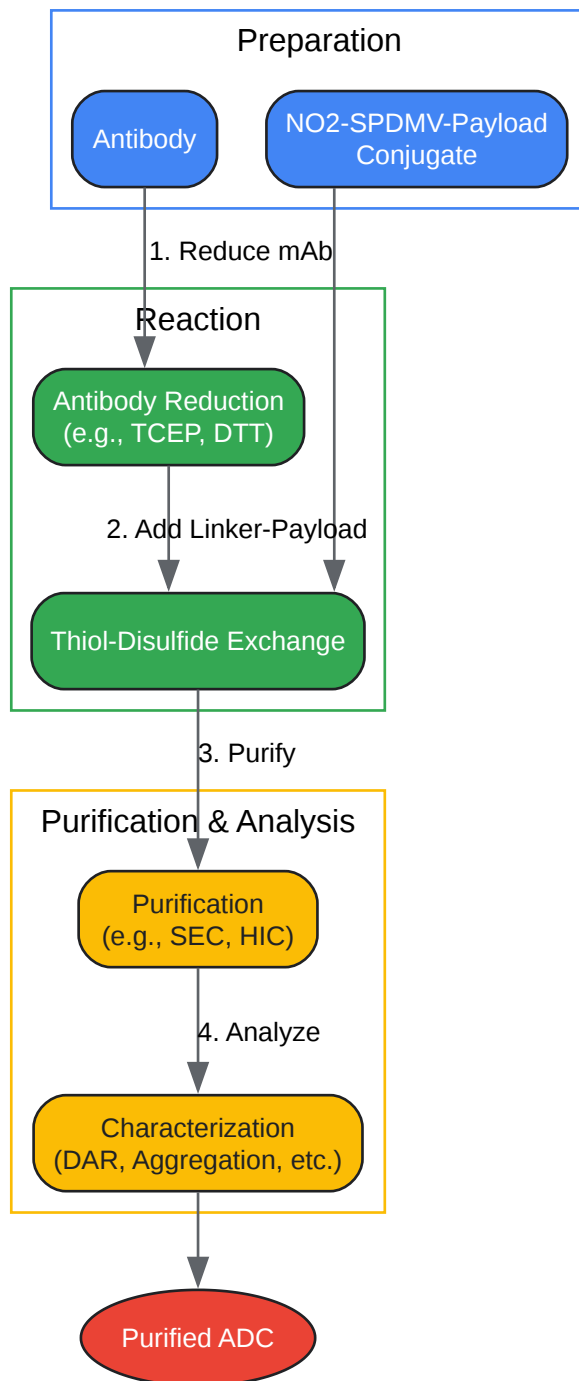 Preparation
Antibody
NO2-SPDMV-Payload
Conjugate
1. Reduce mAb
Reaction
Antibody Reduction
(e.g., TCEP, DTT)
2. Add Linker-Payload
Thiol-Disulfide Exchange
3. Purify
Purification & Analysis
Purification
(e.g., SEC, HIC)
4. Analyze
Characterization
(DAR, Aggregation, etc.)
Purified ADC